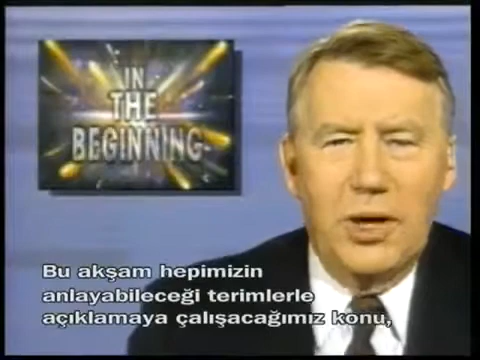 IN
THE
BEGINNING
Bu akşam hepimizin
anlayabileceği terimlerle
açıklamaya çalışacağımız konu,